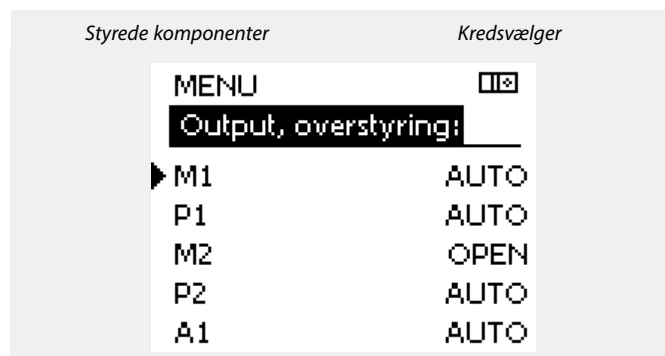 Styrede komponenter Kredsvælger
MENU
Output, overstyring:
M1 AUTO
P1 AUTO
M2 OPEN
P2 AUTO
A1 AUTO